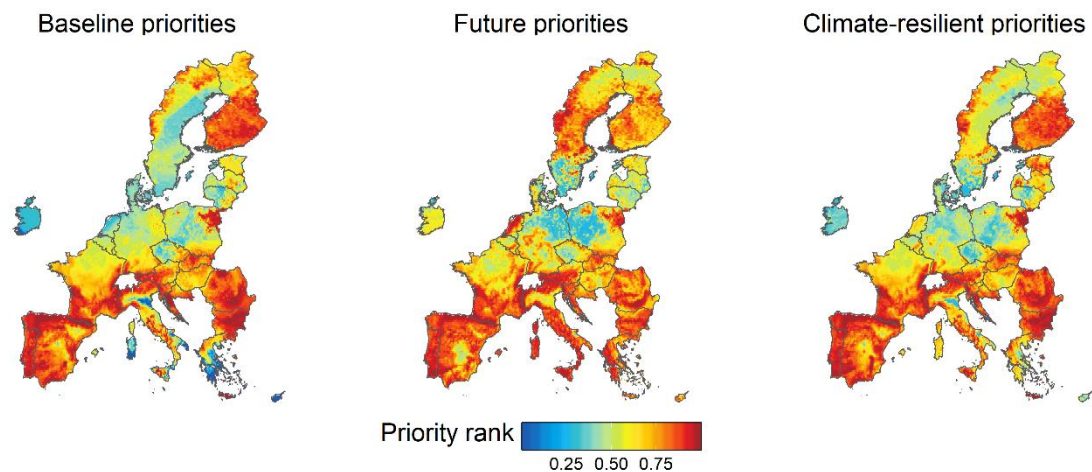 Baseline priorities
Future priorities
Climate-resilient priorities
Priority rank
0.25 0.50 0.75